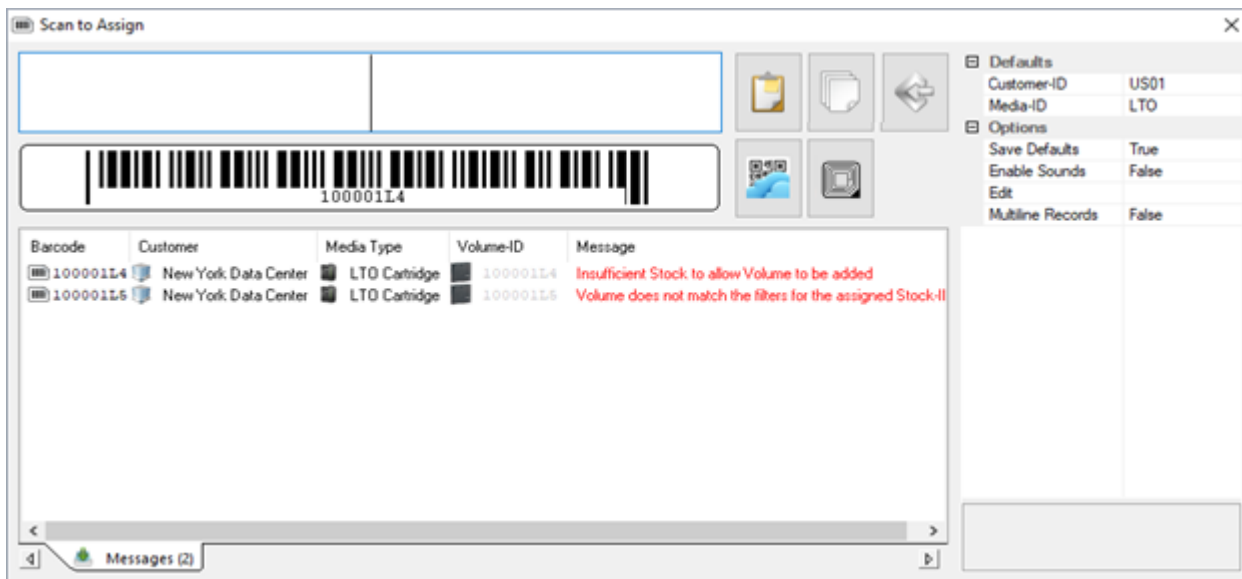 Scan to Assign
Defaults
Customer-ID US01
Media-ID LTO
Options
Save Defaults True
Enable Sounds False
Edit
Multiline Records False
100001L4
Barcode Customer Media Type Volume-ID Message
100001L4 New York Data Center LTO Cartridge 100001L4 Insufficient Stock to allow Volume to be added
100001L5 New York Data Center LTO Cartridge 100001L5 Volume does not match the filters for the assigned Stock-II
Messages (2)